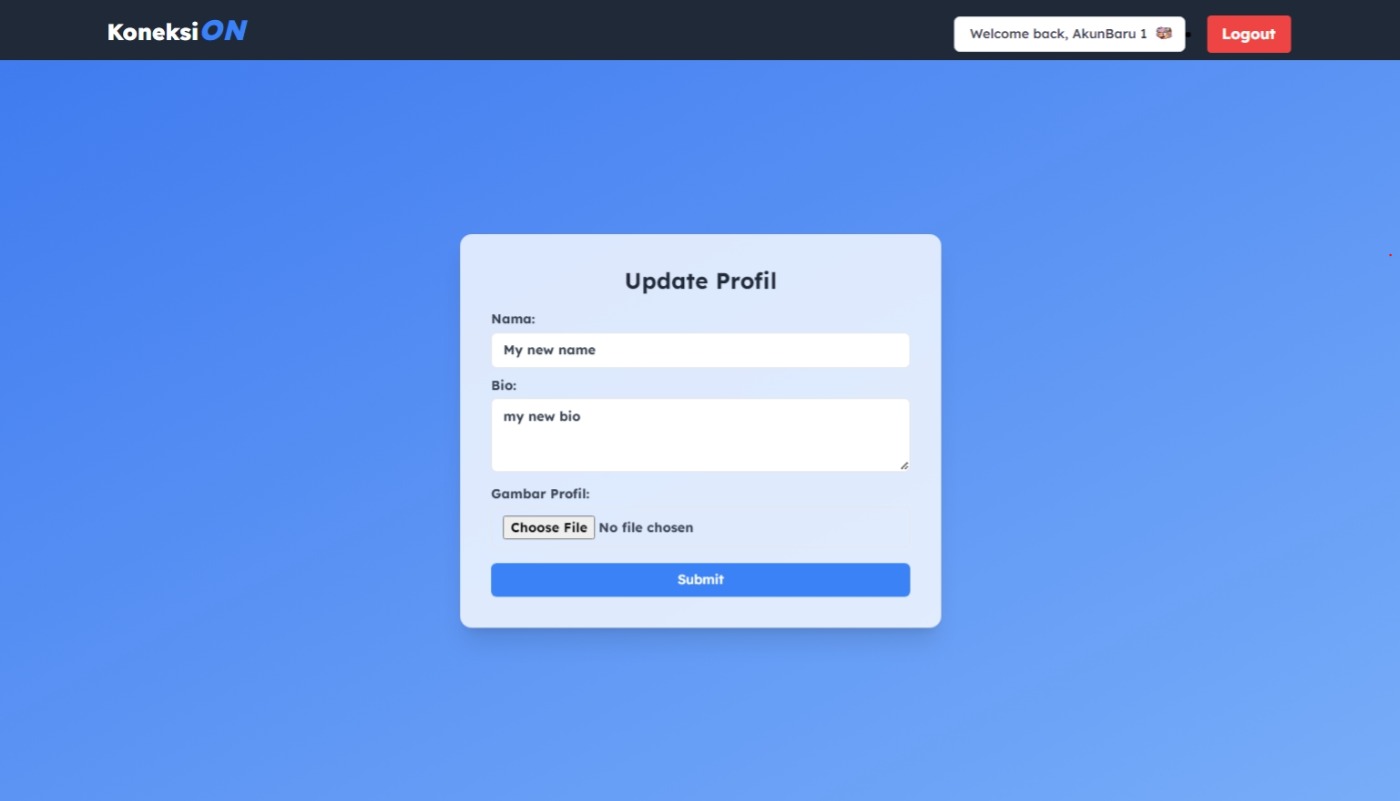 KoneksiON
Welcome back, AkunBaru 1
Logout
Update Profil
Nama:
My new name
Bio:
my new bio
Gambar Profil:
Choose File No file chosen
Submit